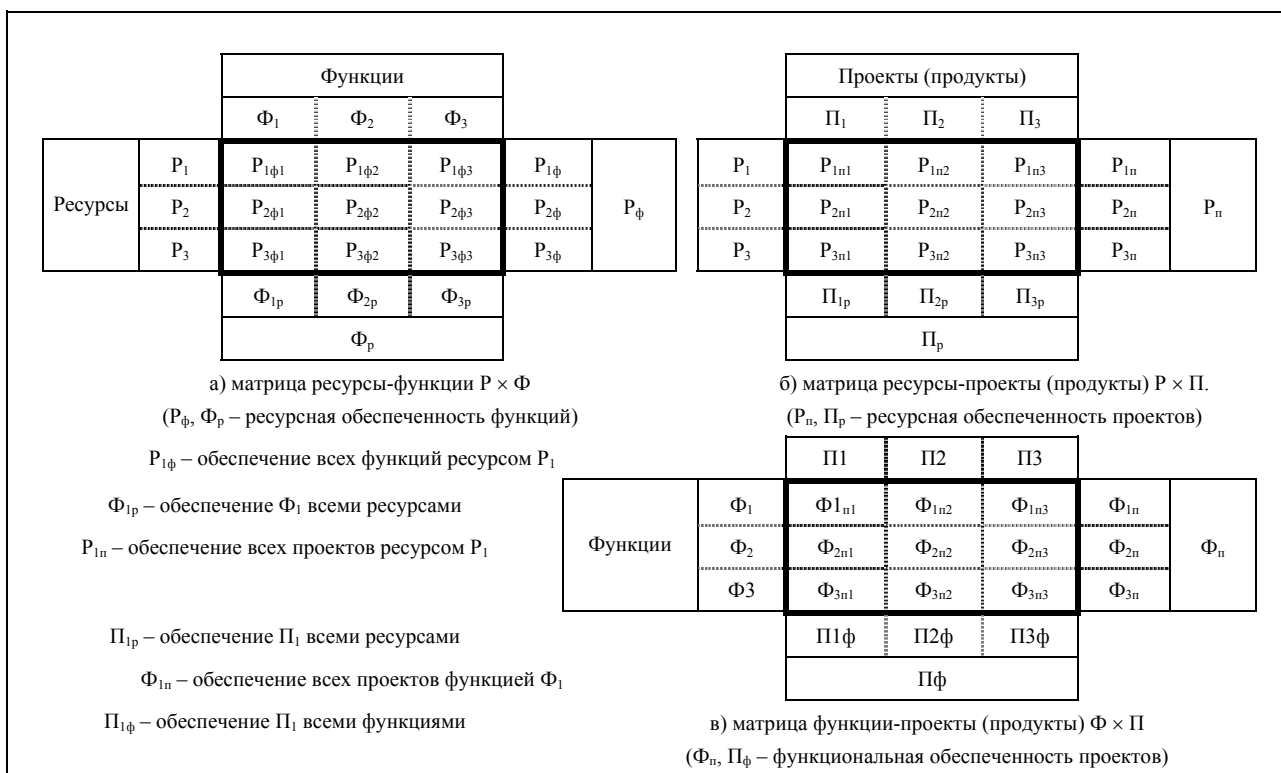 Функции
Ф₁ Ф₂ Ф₃
Ресурсы
Р₁ Р₁ф₁ Р₁ф₂ Р₁ф₃ Р₁ф
Р₂ Р₂ф₁ Р₂ф₂ Р₂ф₃ Р₂ф
Р₃ Р₃ф₁ Р₃ф₂ Р₃ф₃ Р₃ф
Рф
Ф₁р Ф₂р Ф₃р
Фр
а) матрица ресурсы-функции Р × Ф
(Рф, Фр – ресурсная обеспеченность функций)
Проекты (продукты)
П₁ П₂ П₃
Р₁ Р₁п₁ Р₁п₂ Р₁п₃ Р₁п
Р₂ Р₂п₁ Р₂п₂ Р₂п₃ Р₂п
Р₃ Р₃п₁ Р₃п₂ Р₃п₃ Р₃п
Рп
П₁р П₂р П₃р
Пр
б) матрица ресурсы-проекты (продукты) Р × П.
(Рп, Пр – ресурсная обеспеченность проектов)
Р₁ф – обеспечение всех функций ресурсом Р₁
Ф₁р – обеспечение Ф₁ всеми ресурсами
Р₁п – обеспечение всех проектов ресурсом Р₁
П₁р – обеспечение П₁ всеми ресурсами
Ф₁п – обеспечение всех проектов функцией Ф₁
П₁ф – обеспечение П₁ всеми функциями
П1 П2 П3
Функции
Ф₁ Ф1п₁ Ф₁п₂ Ф₁п₃ Ф₁п
Ф₂ Ф₂п₁ Ф₂п₂ Ф₂п₃ Ф₂п
Ф3 Ф₃п₁ Ф₃п₂ Ф₃п₃ Ф₃п
Фп
П1ф П2ф П3ф
Пф
в) матрица функции-проекты (продукты) Ф × П
(Фп, Пф – функциональная обеспеченность проектов)